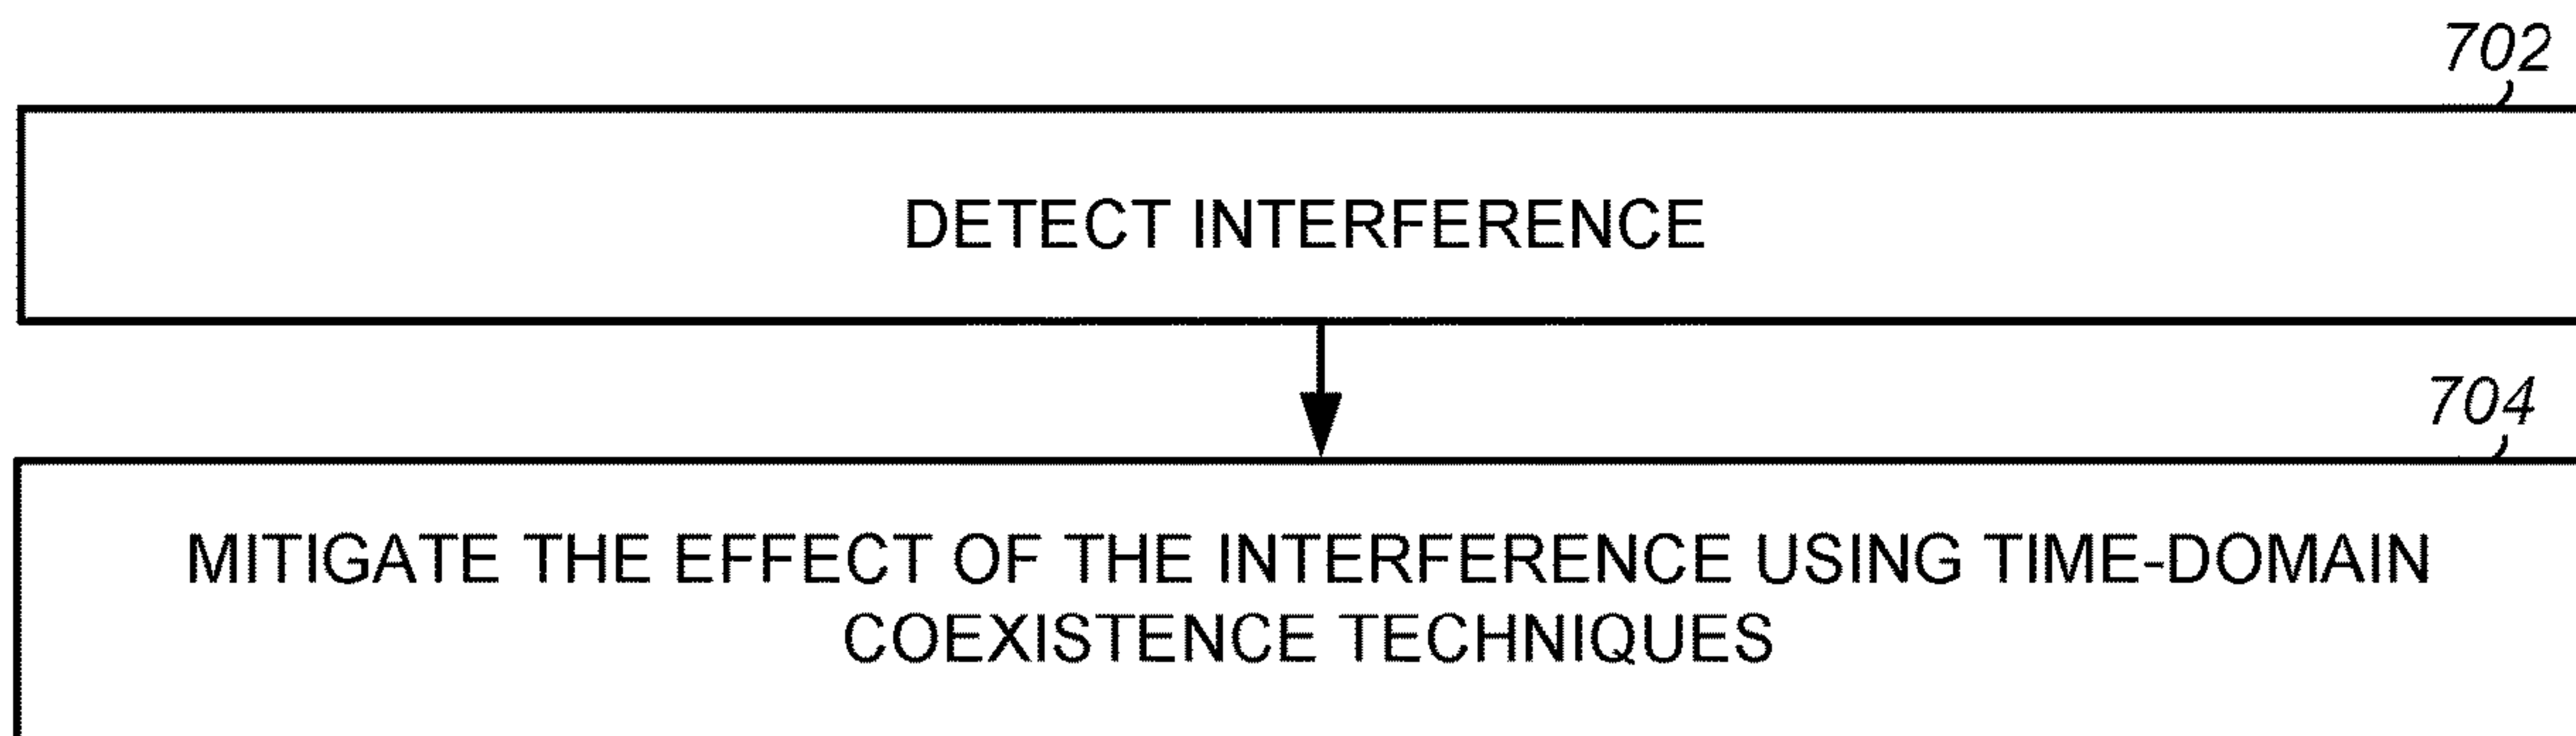 702
DETECT INTERFERENCE
704
MITIGATE THE EFFECT OF THE INTERFERENCE USING TIME-DOMAIN
COEXISTENCE TECHNIQUES